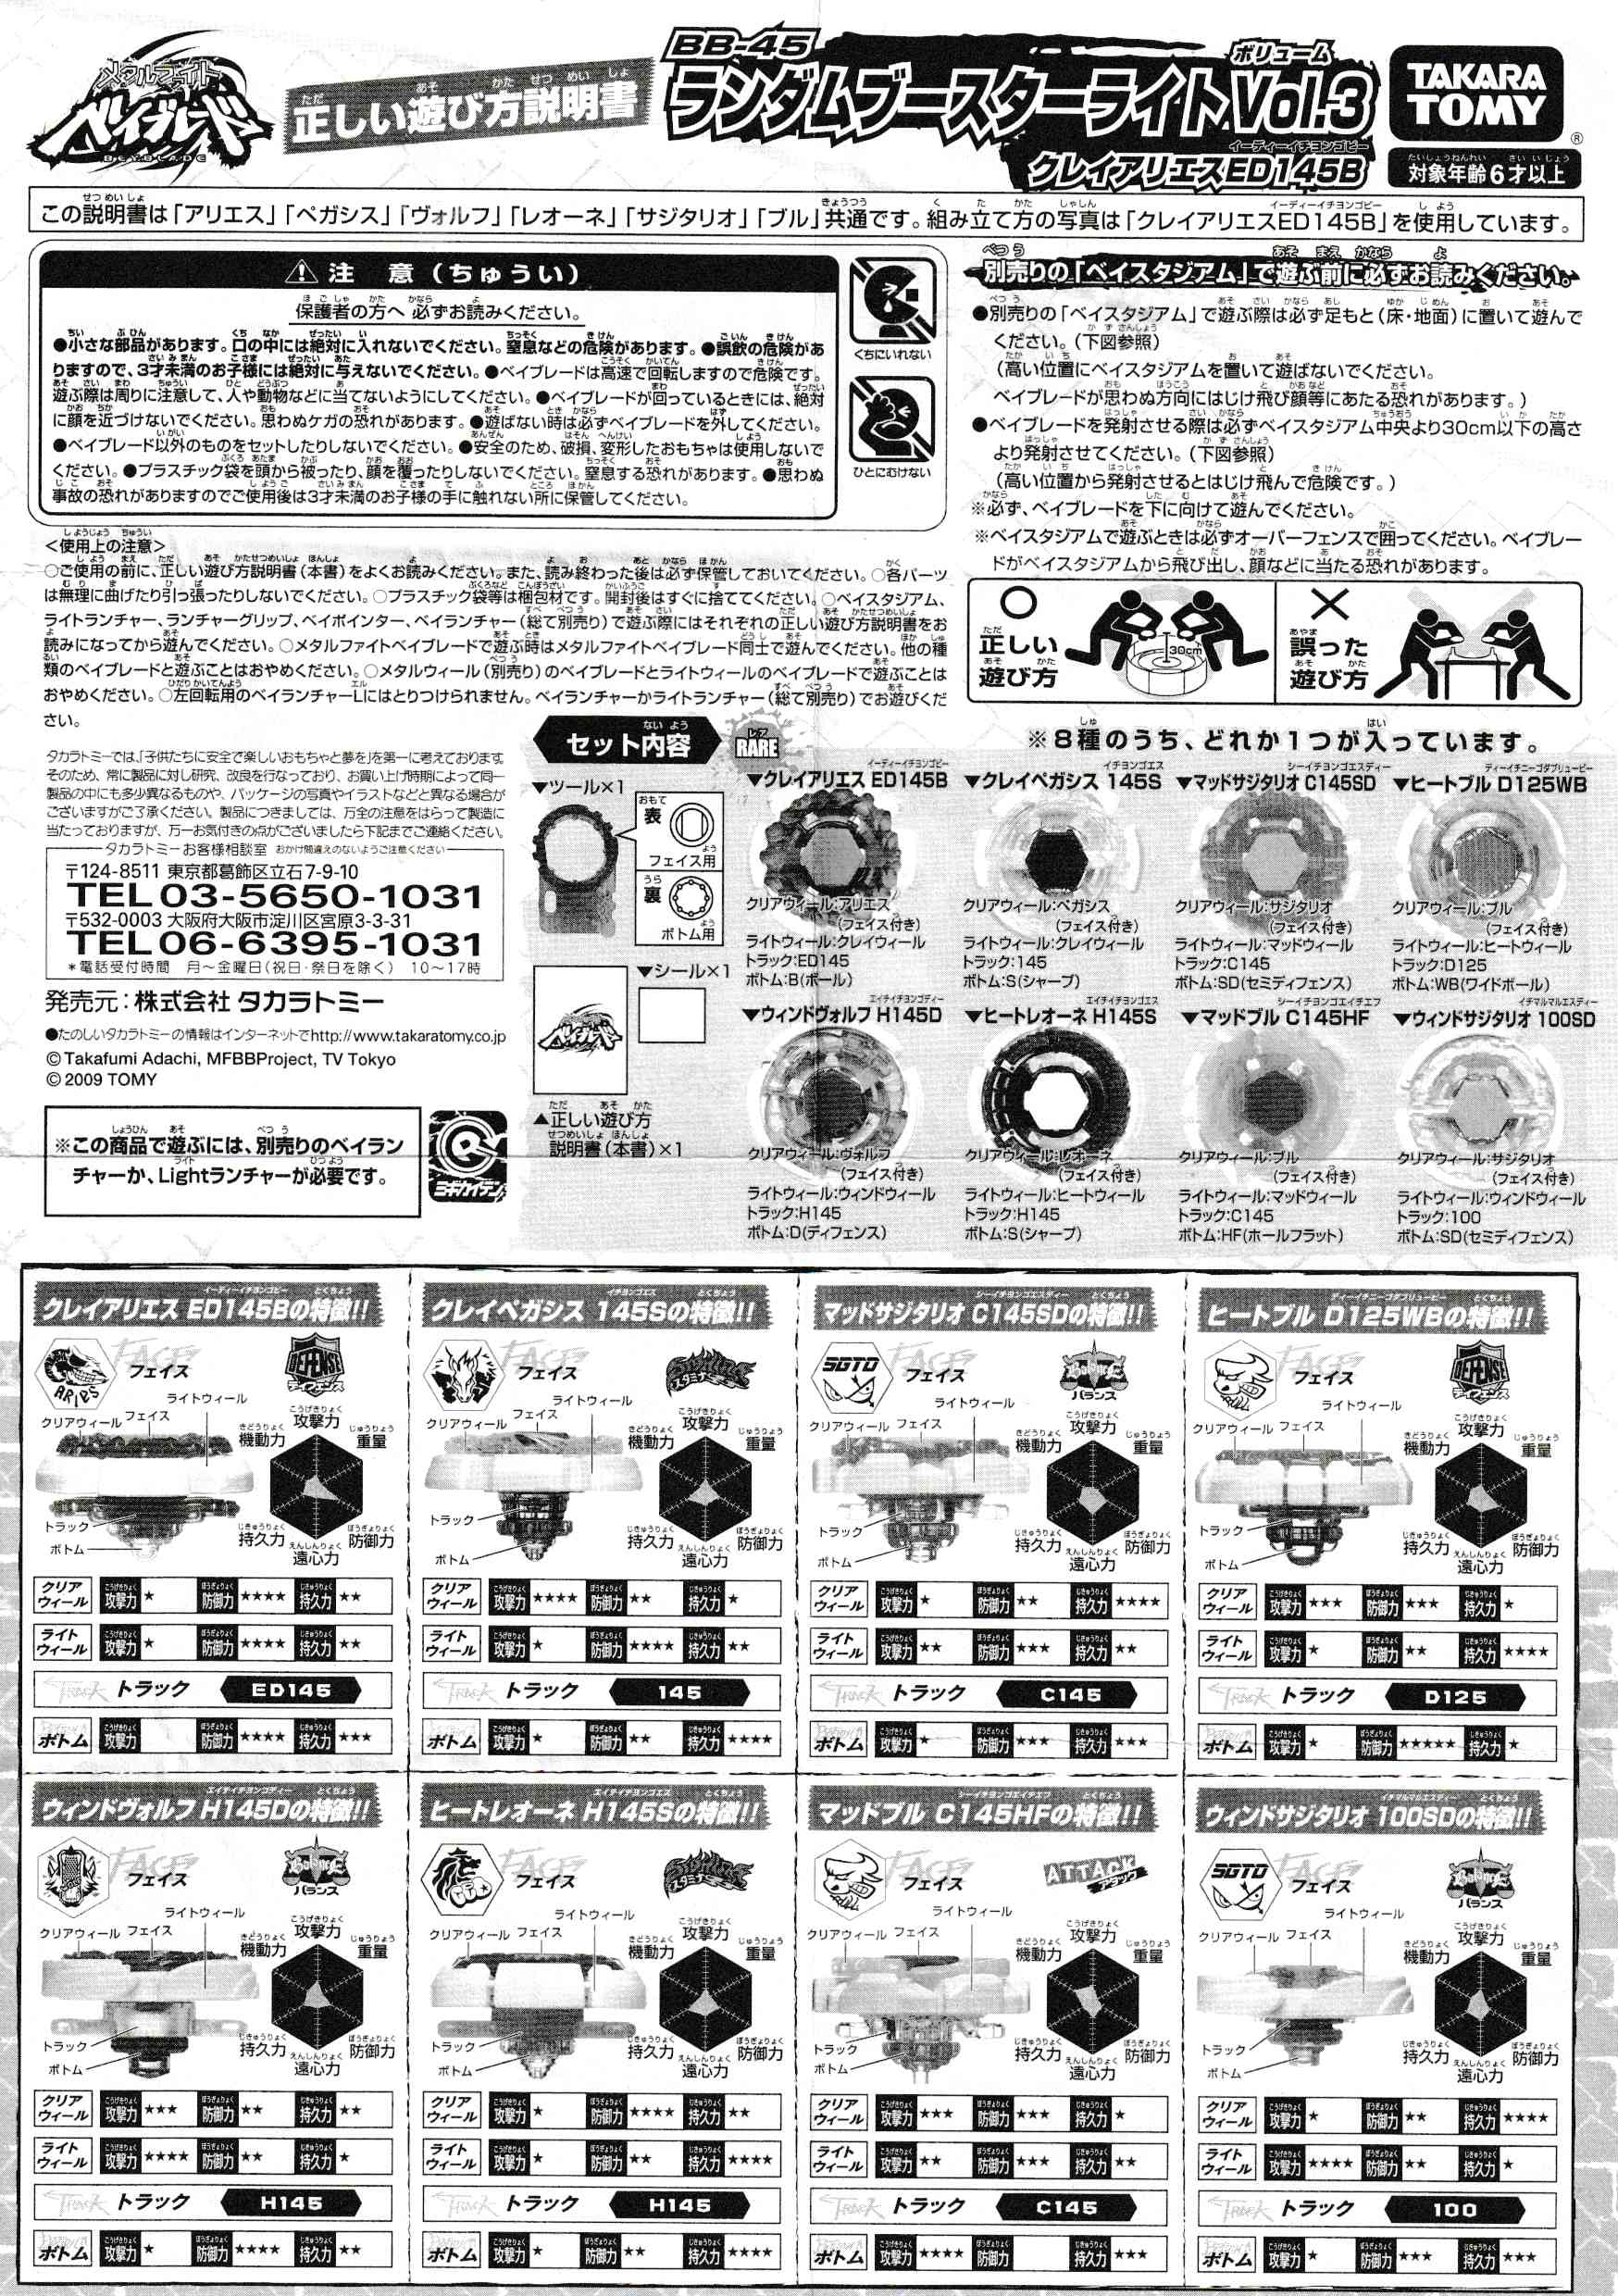 メタルファイト
ベイブレード
BEYBLADE
正しい遊び方説明書
BB-45
ランダムブースターライトVol.3
クレイアリエスED145B
TAKARA TOMY
対象年齢6才以上
この説明書は「アリエス」「ペガシス」「ヴォルフ」「レオーネ」「サジタリオ」「ブル」共通です。組み立て方の写真は「クレイアリエスED145B」を使用しています。
注 意(ちゅうい)
保護者の方へ 必ずお読みください。
●小さな部品があります。口の中には絶対に入れないでください。窒息などの危険があります。●誤飲の危険があ
りますので、3才未満のお子様には絶対に与えないでください。●ベイブレードは高速で回転しますので危険です。
遊ぶ際は周りに注意して、人や動物などに当てないようにしてください。●ベイブレードが回っているときには、絶対
に顔を近づけないでください。思わぬケガの恐れがあります。●遊ばない時は必ずベイブレードを外してください。
●ベイブレード以外のものをセットしたりしないでください。●安全のため、破損、変形したおもちゃは使用しないで
ください。●プラスチック袋を頭から被ったり、顔を覆ったりしないでください。窒息する恐れがあります。●思わぬ
事故の恐れがありますのでご使用後は3才未満のお子様の手に触れない所に保管してください。
くちにいれない
ひとにむけない
別売りの「ベイスタジアム」で遊ぶ前に必ずお読みください。
●別売りの「ベイスタジアム」で遊ぶ際は必ず足もと(床・地面)に置いて遊んで
ください。(下図参照)
(高い位置にベイスタジアムを置いて遊ばないでください。
ベイブレードが思わぬ方向にはじけ飛び顔等にあたる恐れがあります。)
●ベイブレードを発射させる際は必ずベイスタジアム中央より30cm以下の高さ
より発射させてください。(下図参照)
(高い位置から発射させるとはじけ飛んで危険です。)
※必ず、ベイブレードを下に向けて遊んでください。
※ベイスタジアムで遊ぶときは必ずオーバーフェンスで囲ってください。ベイブレー
ドがベイスタジアムから飛び出し、顔などに当たる恐れがあります。
正しい
遊び方
30cm
誤った
遊び方
<使用上の注意>
○ご使用の前に、正しい遊び方説明書(本書)をよくお読みください。また、読み終わった後は必ず保管しておいてください。○各パーツ
は無理に曲げたり引っ張ったりしないでください。○プラスチック袋等は梱包材です。開封後はすぐに捨ててください。○ベイスタジアム、
ライトランチャー、ランチャーグリップ、ベイポインター、ベイランチャー(総て別売り)で遊ぶ際にはそれぞれの正しい遊び方説明書をお
読みになってから遊んでください。○メタルファイトベイブレードで遊ぶ時はメタルファイトベイブレード同士で遊んでください。他の種
類のベイブレードと遊ぶことはおやめください。○メタルウィール(別売り)のベイブレードとライトウィールのベイブレードで遊ぶことは
おやめください。○左回転用のベイランチャーLにはとりつけられません。ベイランチャーかライトランチャー(総て別売り)でお遊びくだ
さい。
タカラトミーでは、「子供たちに安全で楽しいおもちゃと夢を」を第一に考えております。
そのため、常に製品に対し研究、改良を行なっており、お買い上げ時期によって同一
製品の中にも多少異なるものや、パッケージの写真やイラストなどと異なる場合が
ございますがご了承ください。製品につきましては、万全の注意をはらって製造に
当たっておりますが、万一お気付きの点がございましたら下記までご連絡ください。
タカラトミーお客様相談室 おかけ間違えのないようご注意ください
〒124-8511 東京都葛飾区立石7-9-10
TEL 03-5650-1031
〒532-0003 大阪府大阪市淀川区宮原3-3-31
TEL 06-6395-1031
*電話受付時間 月~金曜日(祝日・祭日を除く) 10~17時
発売元:株式会社 タカラトミー
●たのしいタカラトミーの情報はインターネットでhttp://www.takaratomy.co.jp
© Takafumi Adachi, MFBBProject, TV Tokyo
© 2009 TOMY
※この商品で遊ぶには、別売りのベイラン
チャーか、Lightランチャーが必要です。
セット内容
▼ツール×1
表
フェイス用
裏
ボトム用
▼シール×1
▲正しい遊び方
説明書(本書)×1
※8種のうち、どれか1つが入っています。
レア
RARE
▼クレイアリエス ED145B
クリアウィール:アリエス
(フェイス付き)
ライトウィール:クレイウィール
トラック:ED145
ボトム:B(ボール)
▼クレイペガシス 145S
クリアウィール:ペガシス
(フェイス付き)
ライトウィール:クレイウィール
トラック:145
ボトム:S(シャープ)
▼マッドサジタリオ C145SD
クリアウィール:サジタリオ
(フェイス付き)
ライトウィール:マッドウィール
トラック:C145
ボトム:SD(セミディフェンス)
▼ヒートブル D125WB
クリアウィール:ブル
(フェイス付き)
ライトウィール:ヒートウィール
トラック:D125
ボトム:WB(ワイドボール)
▼ウィンドヴォルフ H145D
クリアウィール:ヴォルフ
(フェイス付き)
ライトウィール:ウィンドウィール
トラック:H145
ボトム:D(ディフェンス)
▼ヒートレオーネ H145S
クリアウィール:レオーネ
(フェイス付き)
ライトウィール:ヒートウィール
トラック:H145
ボトム:S(シャープ)
▼マッドブル C145HF
クリアウィール:ブル
(フェイス付き)
ライトウィール:マッドウィール
トラック:C145
ボトム:HF(ホールフラット)
▼ウィンドサジタリオ 100SD
クリアウィール:サジタリオ
(フェイス付き)
ライトウィール:ウィンドウィール
トラック:100
ボトム:SD(セミディフェンス)
クレイアリエス ED145Bの特徴!!
ARIES
FACE フェイス
DEFENSE
ディフェンス
クリアウィール フェイス ライトウィール
トラック
ボトム
攻撃力
重量
防御力
遠心力
持久力
機動力
クリアウィール 攻撃力 ★ 防御力 ★★★★ 持久力 ★★
ライトウィール 攻撃力 ★ 防御力 ★★★★ 持久力 ★★
TRACK トラック ED145
ボトム 攻撃力 防御力 ★★★★ 持久力 ★★★
クレイペガシス 145Sの特徴!!
FACE フェイス
スタミナ
クリアウィール フェイス ライトウィール
トラック
ボトム
攻撃力
重量
防御力
遠心力
持久力
機動力
クリアウィール 攻撃力 ★★★★ 防御力 ★★ 持久力 ★
ライトウィール 攻撃力 ★ 防御力 ★★★★ 持久力 ★★
TRACK トラック 145
ボトム 攻撃力 ★ 防御力 ★★ 持久力 ★★★★
マッドサジタリオ C145SDの特徴!!
SGTO
FACE フェイス
Balance
バランス
クリアウィール フェイス ライトウィール
トラック
ボトム
攻撃力
重量
防御力
遠心力
持久力
機動力
クリアウィール 攻撃力 ★ 防御力 ★★ 持久力 ★★★★
ライトウィール 攻撃力 ★★ 防御力 ★★★ 持久力 ★★
TRACK トラック C145
ボトム 攻撃力 ★ 防御力 ★★★ 持久力 ★★★
ヒートブル D125WBの特徴!!
FACE フェイス
DEFENSE
ディフェンス
クリアウィール フェイス ライトウィール
トラック
ボトム
攻撃力
重量
防御力
遠心力
持久力
機動力
クリアウィール 攻撃力 ★★★ 防御力 ★★★ 持久力 ★
ライトウィール 攻撃力 ★ 防御力 ★★ 持久力 ★★★★
TRACK トラック D125
ボトム 攻撃力 ★ 防御力 ★★★★★ 持久力 ★
ウィンドヴォルフ H145Dの特徴!!
FACE フェイス
Balance
バランス
クリアウィール フェイス ライトウィール
トラック
ボトム
攻撃力
重量
防御力
遠心力
持久力
機動力
クリアウィール 攻撃力 ★★★ 防御力 ★★ 持久力 ★★
ライトウィール 攻撃力 ★★★★ 防御力 ★★ 持久力 ★
TRACK トラック H145
ボトム 攻撃力 ★ 防御力 ★★★★ 持久力 ★★
ヒートレオーネ H145Sの特徴!!
FACE フェイス
スタミナ
クリアウィール フェイス ライトウィール
トラック
ボトム
攻撃力
重量
防御力
遠心力
持久力
機動力
クリアウィール 攻撃力 ★ 防御力 ★★★★ 持久力 ★★
ライトウィール 攻撃力 ★ 防御力 ★★ 持久力 ★★★★
TRACK トラック H145
ボトム 攻撃力 ★ 防御力 ★★ 持久力 ★★★★
マッドブル C145HFの特徴!!
FACE フェイス
ATTACK
アタック
クリアウィール フェイス ライトウィール
トラック
ボトム
攻撃力
重量
防御力
遠心力
持久力
機動力
クリアウィール 攻撃力 ★★★ 防御力 ★★★ 持久力 ★
ライトウィール 攻撃力 ★★ 防御力 ★★★ 持久力 ★★
TRACK トラック C145
ボトム 攻撃力 ★★★★ 防御力 持久力 ★★★
ウィンドサジタリオ 100SDの特徴!!
SGTO
FACE フェイス
Balance
バランス
クリアウィール フェイス ライトウィール
トラック
ボトム
攻撃力
重量
防御力
遠心力
持久力
機動力
クリアウィール 攻撃力 ★ 防御力 ★★ 持久力 ★★★★
ライトウィール 攻撃力 ★★★★ 防御力 ★★ 持久力 ★
TRACK トラック 100
ボトム 攻撃力 ★ 防御力 ★★★ 持久力 ★★★